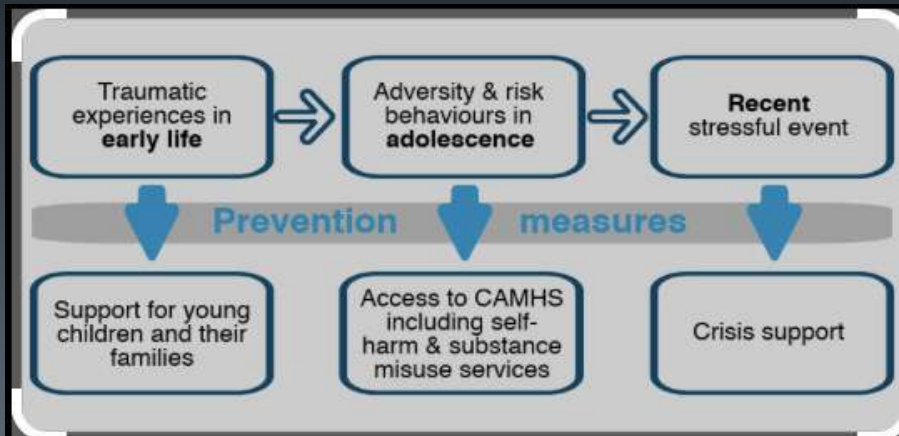 Traumatic
experiences in
early life
Adversity & risk
behaviours in
adolescence
Recent
stressful event
Prevention measures
Support for young
children and their
families
Access to CAMHS
including self-
harm & substance
misuse services
Crisis support